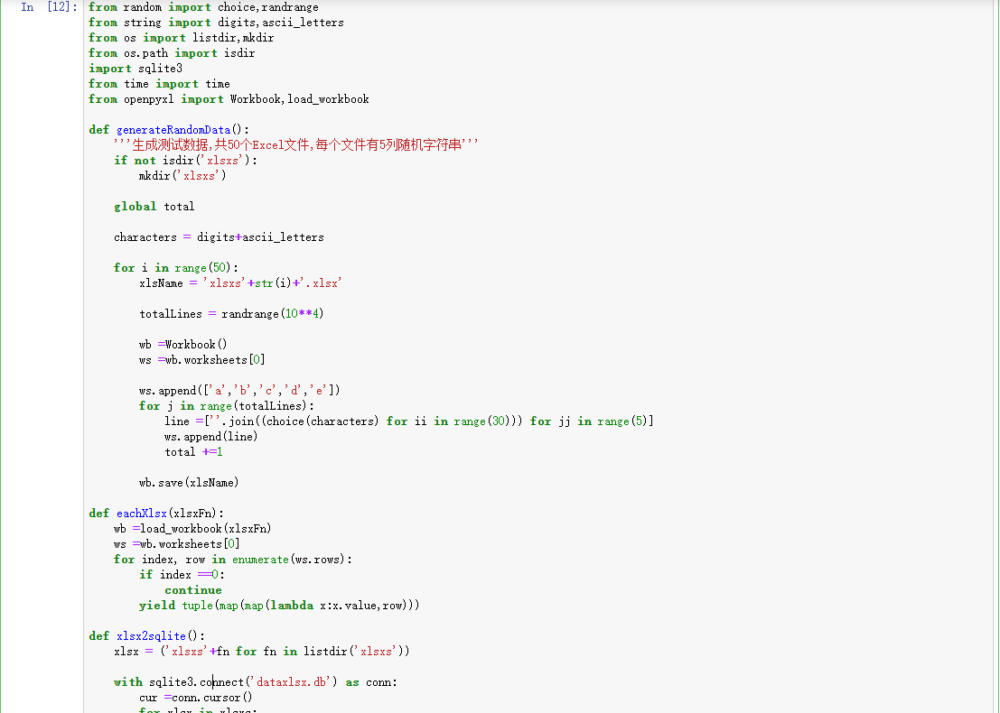 In [12]:
from random import choice,randrange
from string import digits,ascii_letters
from os import listdir,mkdir
from os.path import isdir
import sqlite3
from time import time
from openpyxl import Workbook,load_workbook
def generateRandomData():
    '''生成测试数据,共50个Excel文件,每个文件有5列随机字符串'''
    if not isdir('xlsxs'):
        mkdir('xlsxs')
    global total
    characters = digits+ascii_letters
    for i in range(50):
        xlsName = 'xlsxs'+str(i)+'.xlsx'
        totalLines = randrange(10**4)
        wb =Workbook()
        ws =wb.worksheets[0]
        ws.append(['a','b','c','d','e'])
        for j in range(totalLines):
            line =[''.join((choice(characters) for ii in range(30))) for jj in range(5)]
            ws.append(line)
            total +=1
        wb.save(xlsName)
def eachXlsx(xlsxFn):
    wb =load_workbook(xlsxFn)
    ws =wb.worksheets[0]
    for index, row in enumerate(ws.rows):
        if index ==0:
            continue
        yield tuple(map(map(lambda x:x.value,row)))
def xlsx2sqlite():
    xlsx = ('xlsxs'+fn for fn in listdir('xlsxs'))
    with sqlite3.connect('dataxlsx.db') as conn:
        cur =conn.cursor()
        for xlsx in xlsxs: